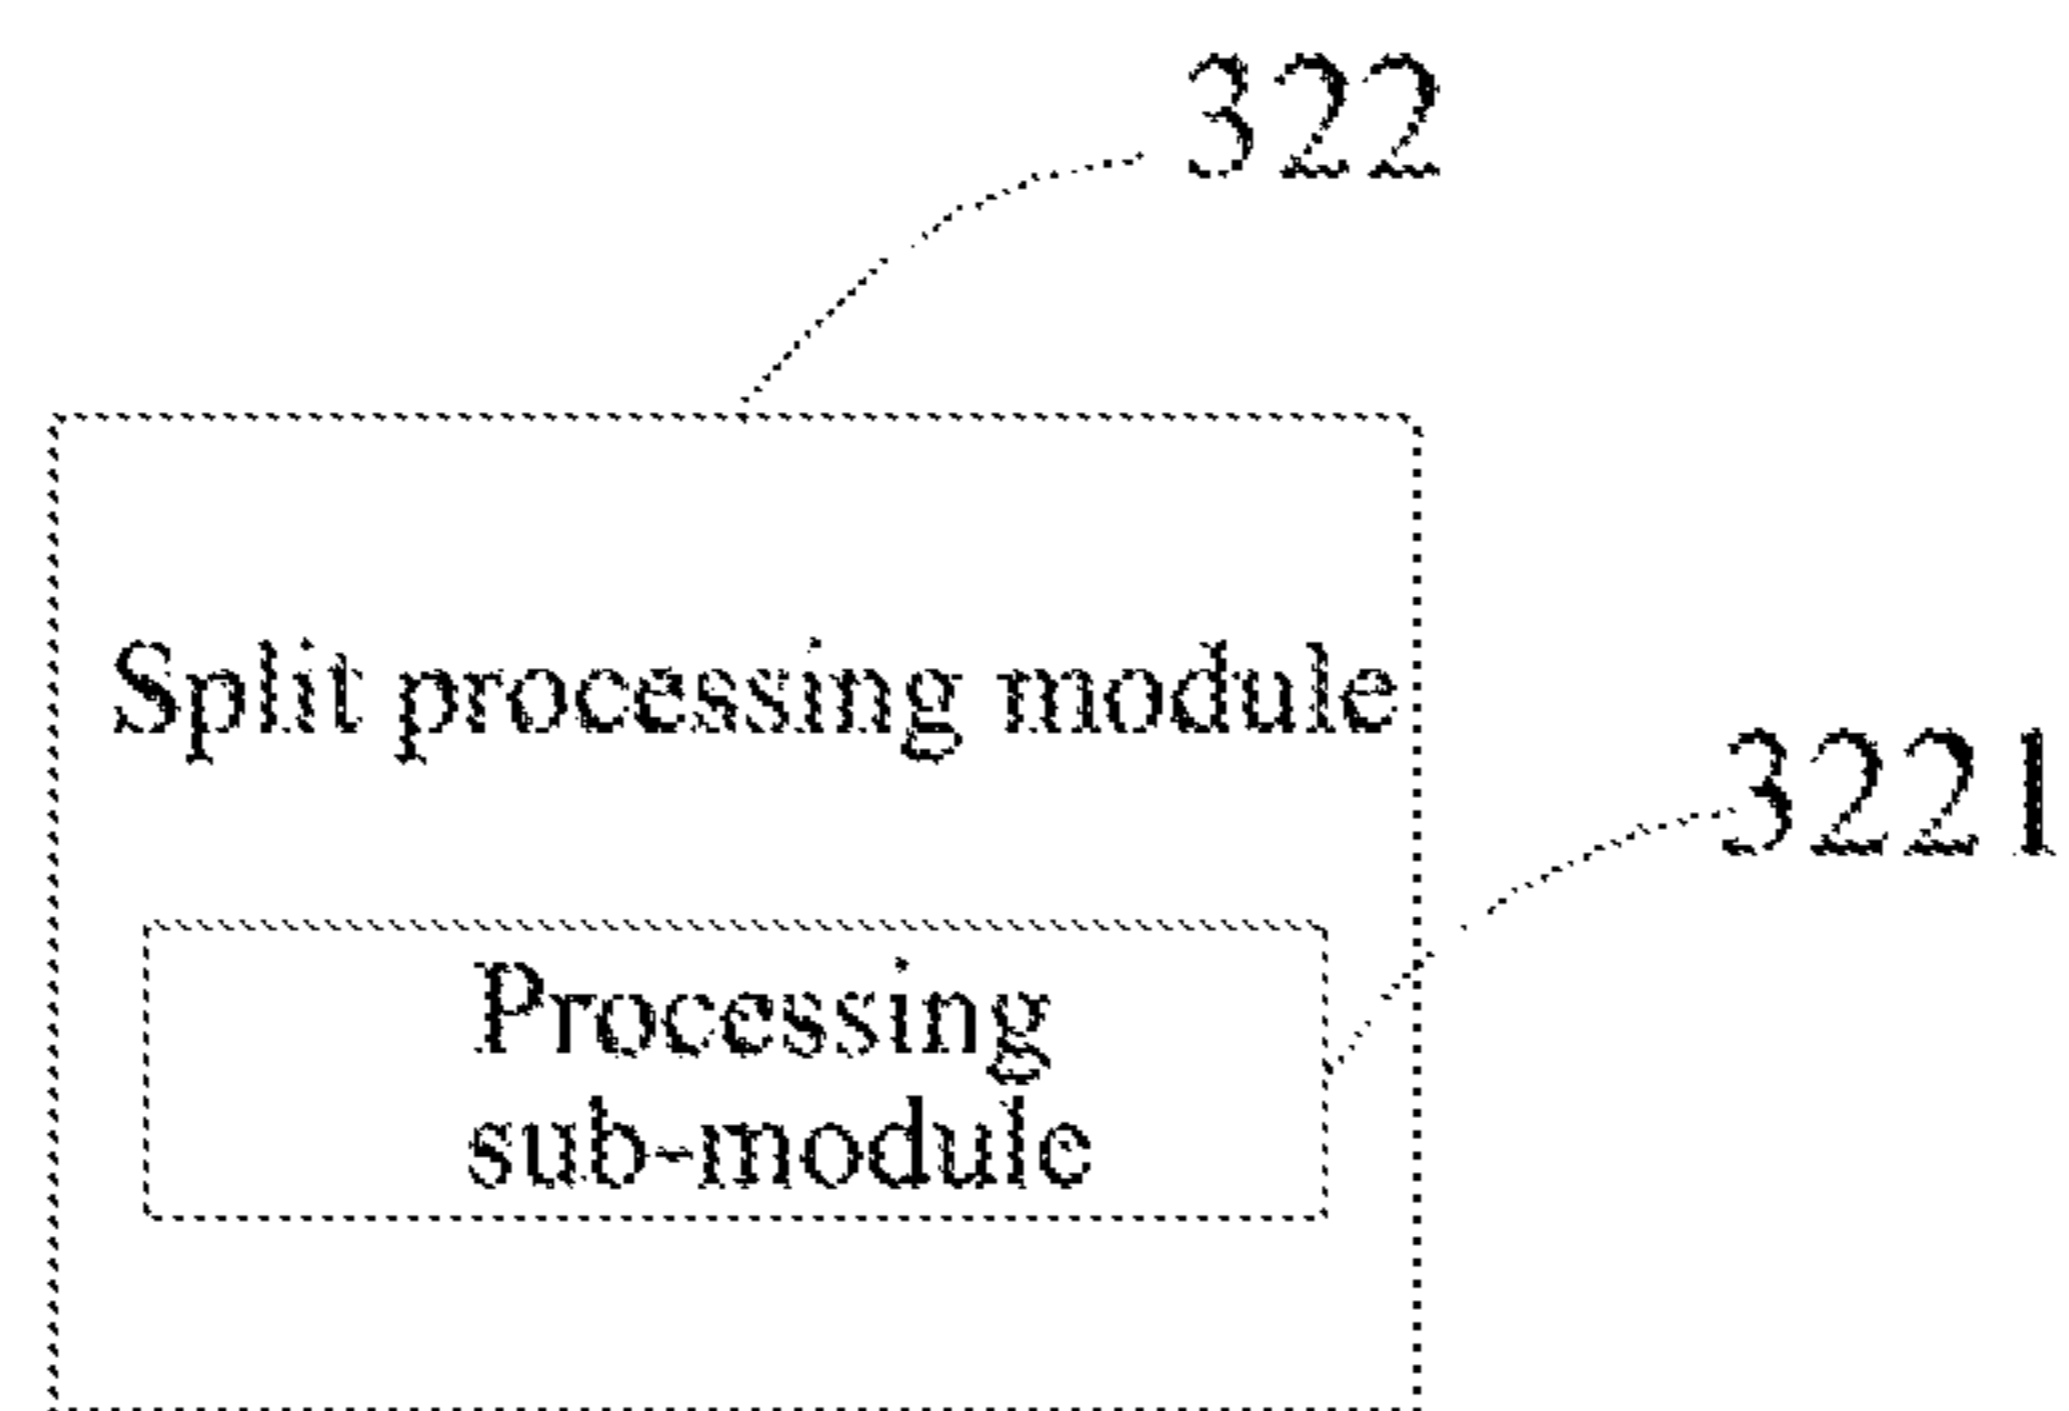 322
Split processing module
3221
Processing
sub-module